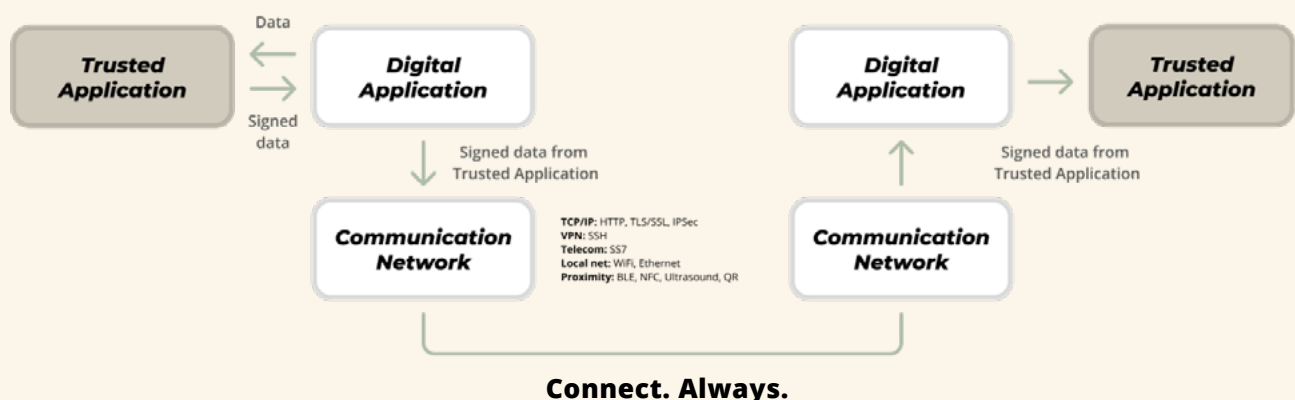 Data
Trusted
Application
Digital
Application
Digital
Application
Trusted
Application
Signed
data
Signed data from
Trusted Application
Signed data from
Trusted Application
Communication
Network
TCP/IP: HTTP, TLS/SSL, IPSec
VPN: SSH
Telecom: SS7
Local net: WiFi, Ethernet
Proximity: BLE, NFC, Ultrasound, QR
Communication
Network
Connect. Always.